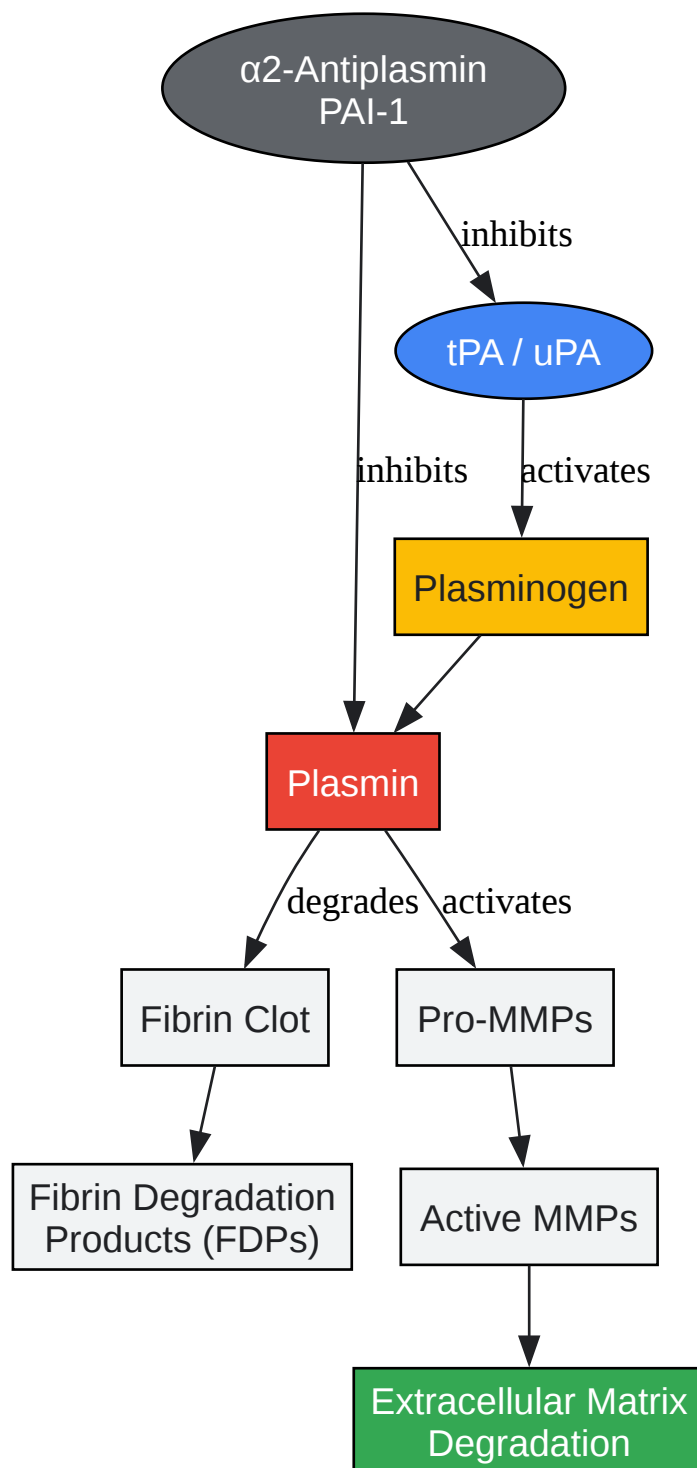 α2-Antiplasmin
PAI-1
inhibits
tPA / uPA
inhibits
activates
Plasminogen
Plasmin
degrades
activates
Fibrin Clot
Pro-MMPs
Fibrin Degradation
Products (FDPs)
Active MMPs
Extracellular Matrix
Degradation